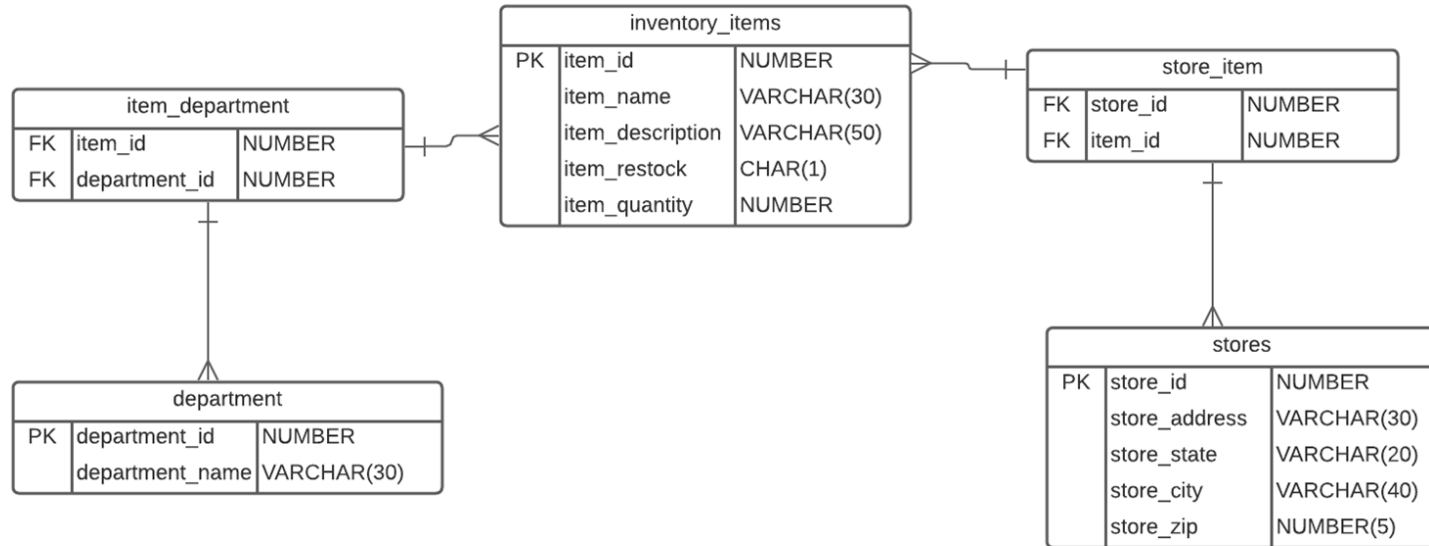 inventory_items
PK item_id NUMBER
item_name VARCHAR(30)
item_description VARCHAR(50)
item_restock CHAR(1)
item_quantity NUMBER
item_department
FK item_id NUMBER
FK department_id NUMBER
store_item
FK store_id NUMBER
FK item_id NUMBER
department
PK department_id NUMBER
department_name VARCHAR(30)
stores
PK store_id NUMBER
store_address VARCHAR(30)
store_state VARCHAR(20)
store_city VARCHAR(40)
store_zip NUMBER(5)